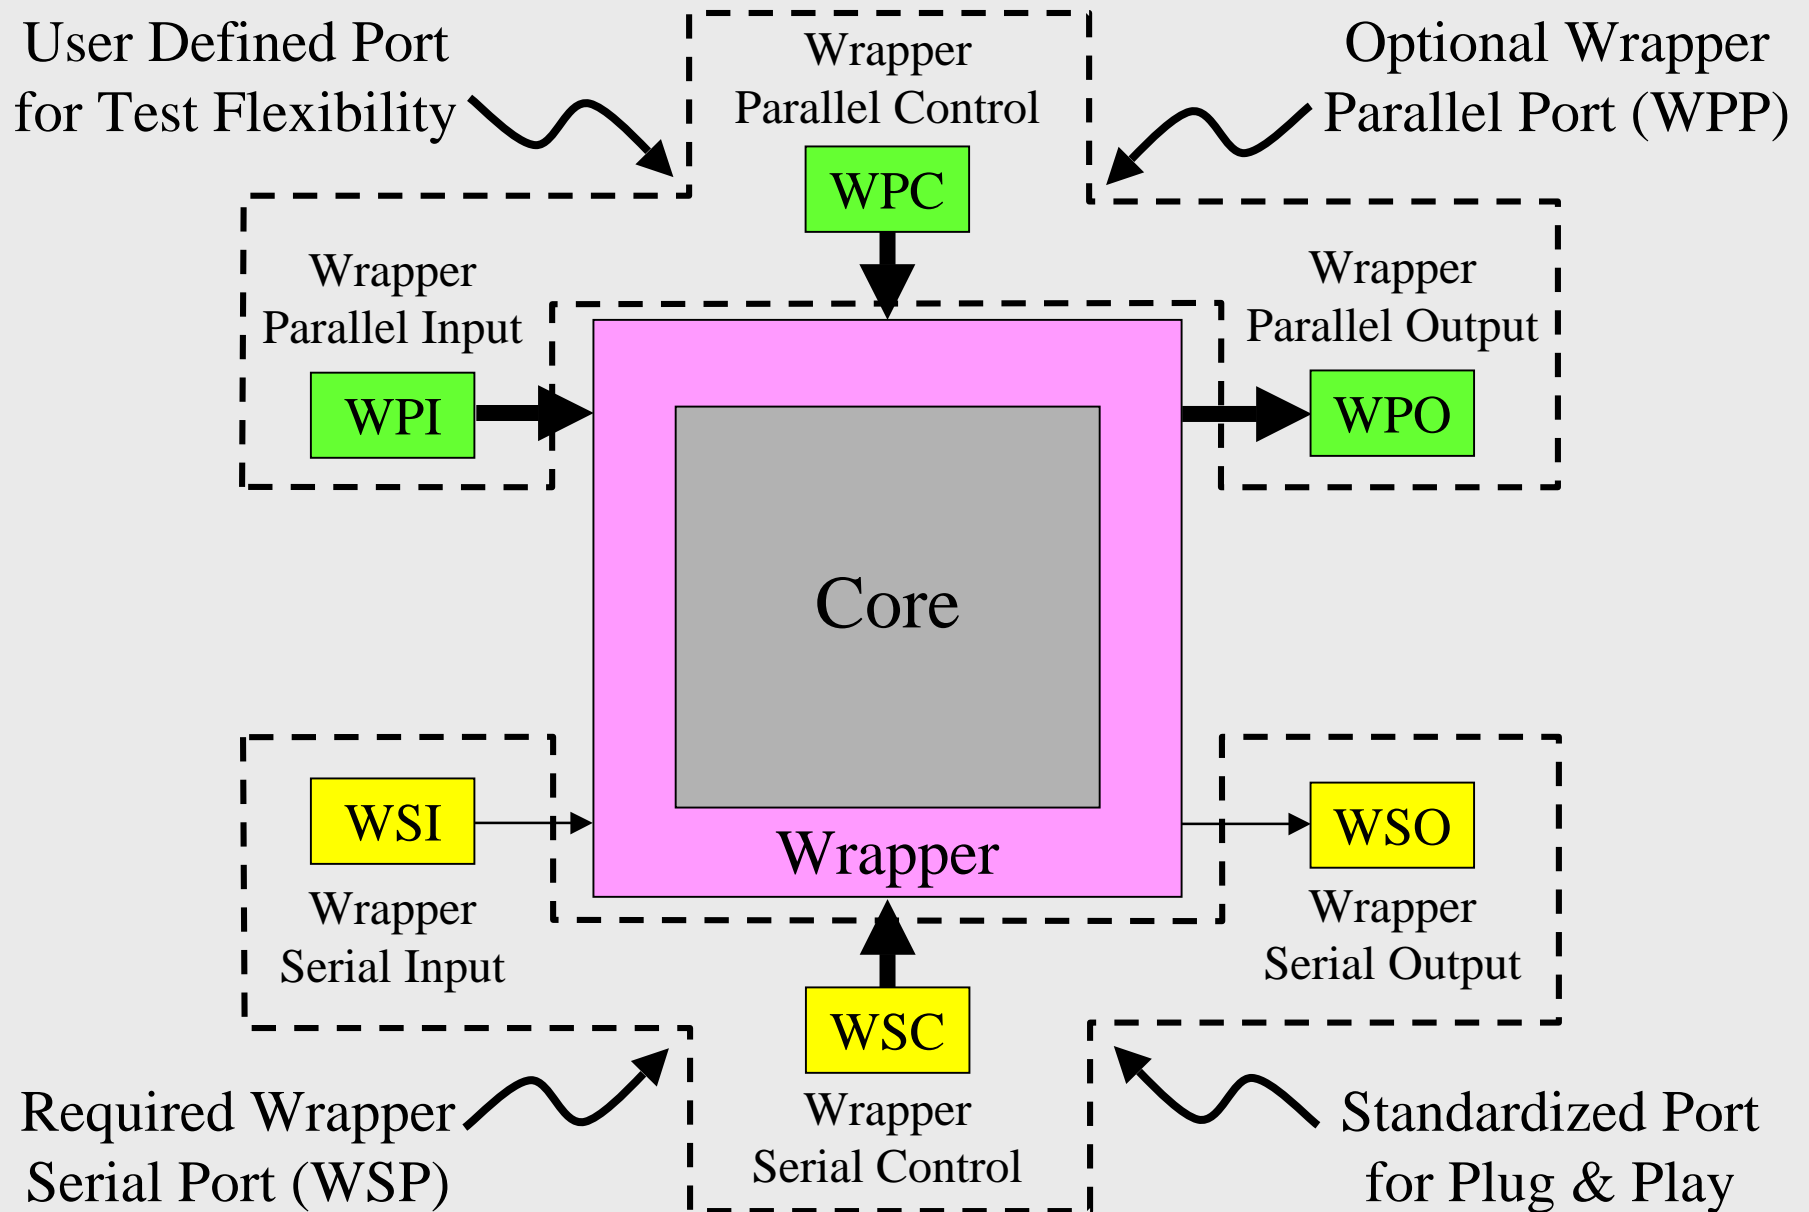 User Defined Port
for Test Flexibility
Wrapper
Parallel Control
Optional Wrapper
Parallel Port (WPP)
WPC
Wrapper
Parallel Input
Wrapper
Parallel Output
WPI
WPO
Core
WSI
WSO
Wrapper
Wrapper
Serial Input
Wrapper
Serial Output
WSC
Required Wrapper
Serial Port (WSP)
Wrapper
Serial Control
Standardized Port
for Plug & Play